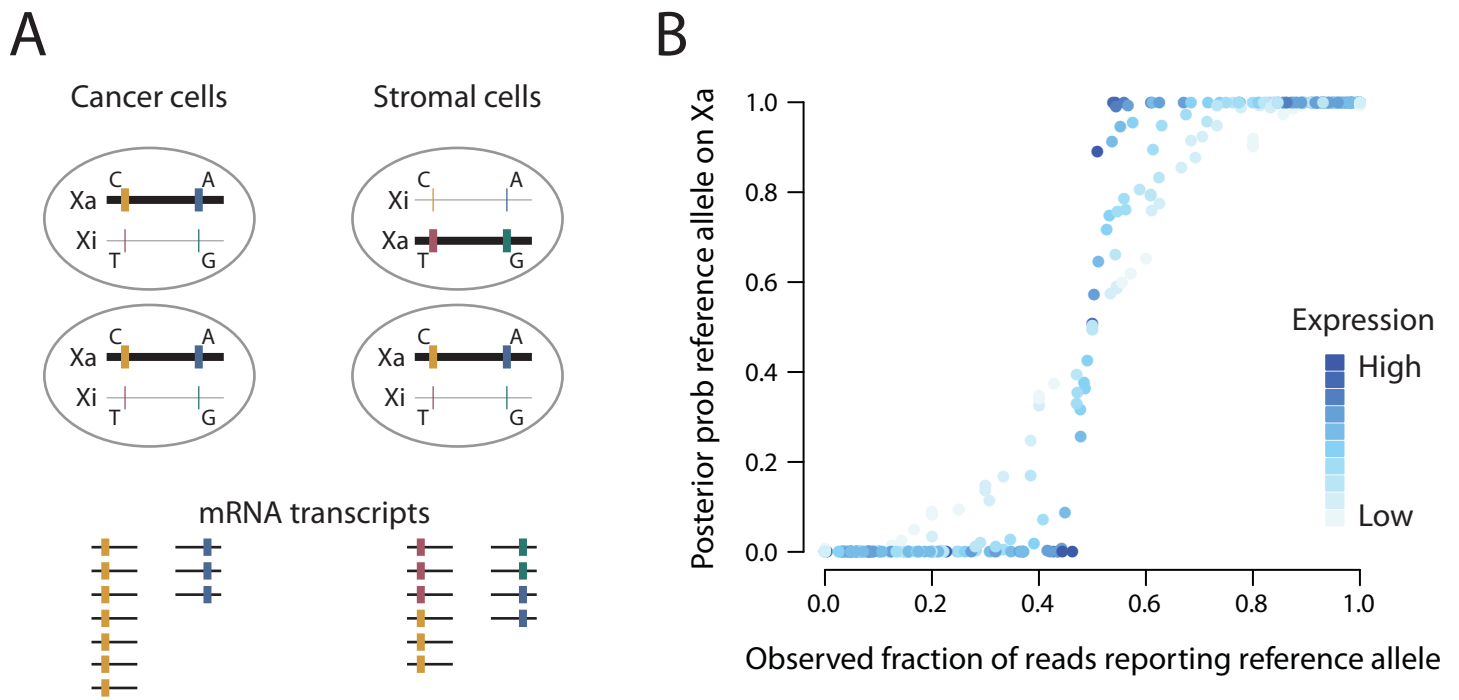 A
Cancer cells
Stromal cells
C A
Xa
Xi
T G
C A
Xi
Xa
T G
C A
Xa
Xi
T G
C A
Xa
Xi
T G
mRNA transcripts
B
Posterior prob reference allele on Xa
1.0
0.8
0.6
0.4
0.2
0.0
0.0 0.2 0.4 0.6 0.8 1.0
Observed fraction of reads reporting reference allele
Expression
High
Low